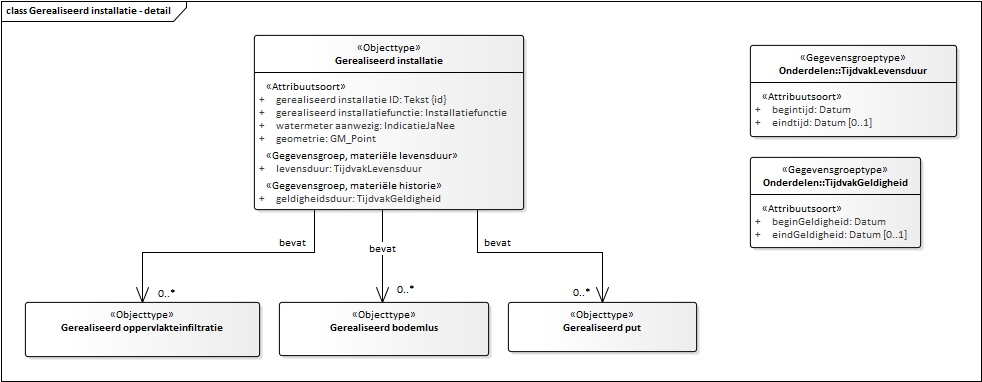 class Gerealiseerd installatie - detail
«Objecttype»
Gerealiseerd installatie
«Attribuutsoort»
+ gerealiseerd installatie ID: Tekst {id}
+ gerealiseerd installatiefunctie: Installatiefunctie
+ watermeter aanwezig: IndicatieJaNee
+ geometrie: GM_Point
«Gegevensgroep, materiële levensduur»
+ levensduur: TijdvakLevensduur
«Gegevensgroep, materiële historie»
+ geldigheidsduur: TijdvakGeldigheid
«Gegevensgroeptype»
Onderdelen::TijdvakLevensduur
«Attribuutsoort»
+ begintijd: Datum
+ eindtijd: Datum [0..1]
«Gegevensgroeptype»
Onderdelen::TijdvakGeldigheid
«Attribuutsoort»
+ beginGeldigheid: Datum
+ eindGeldigheid: Datum [0..1]
bevat
bevat
bevat
0..*
0..*
0..*
«Objecttype»
Gerealiseerd oppervlakteinfiltratie
«Objecttype»
Gerealiseerd bodemlus
«Objecttype»
Gerealiseerd put